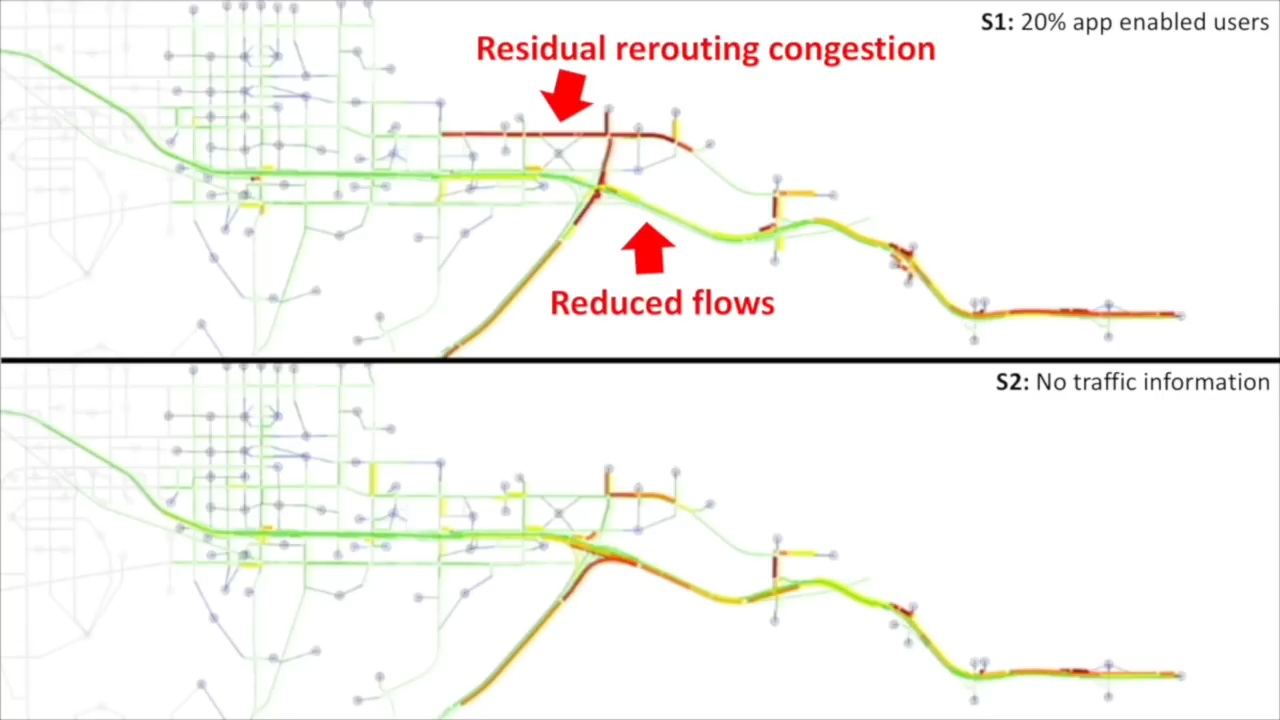 S1: 20% app enabled users
Residual rerouting congestion
Reduced flows
S2: No traffic information